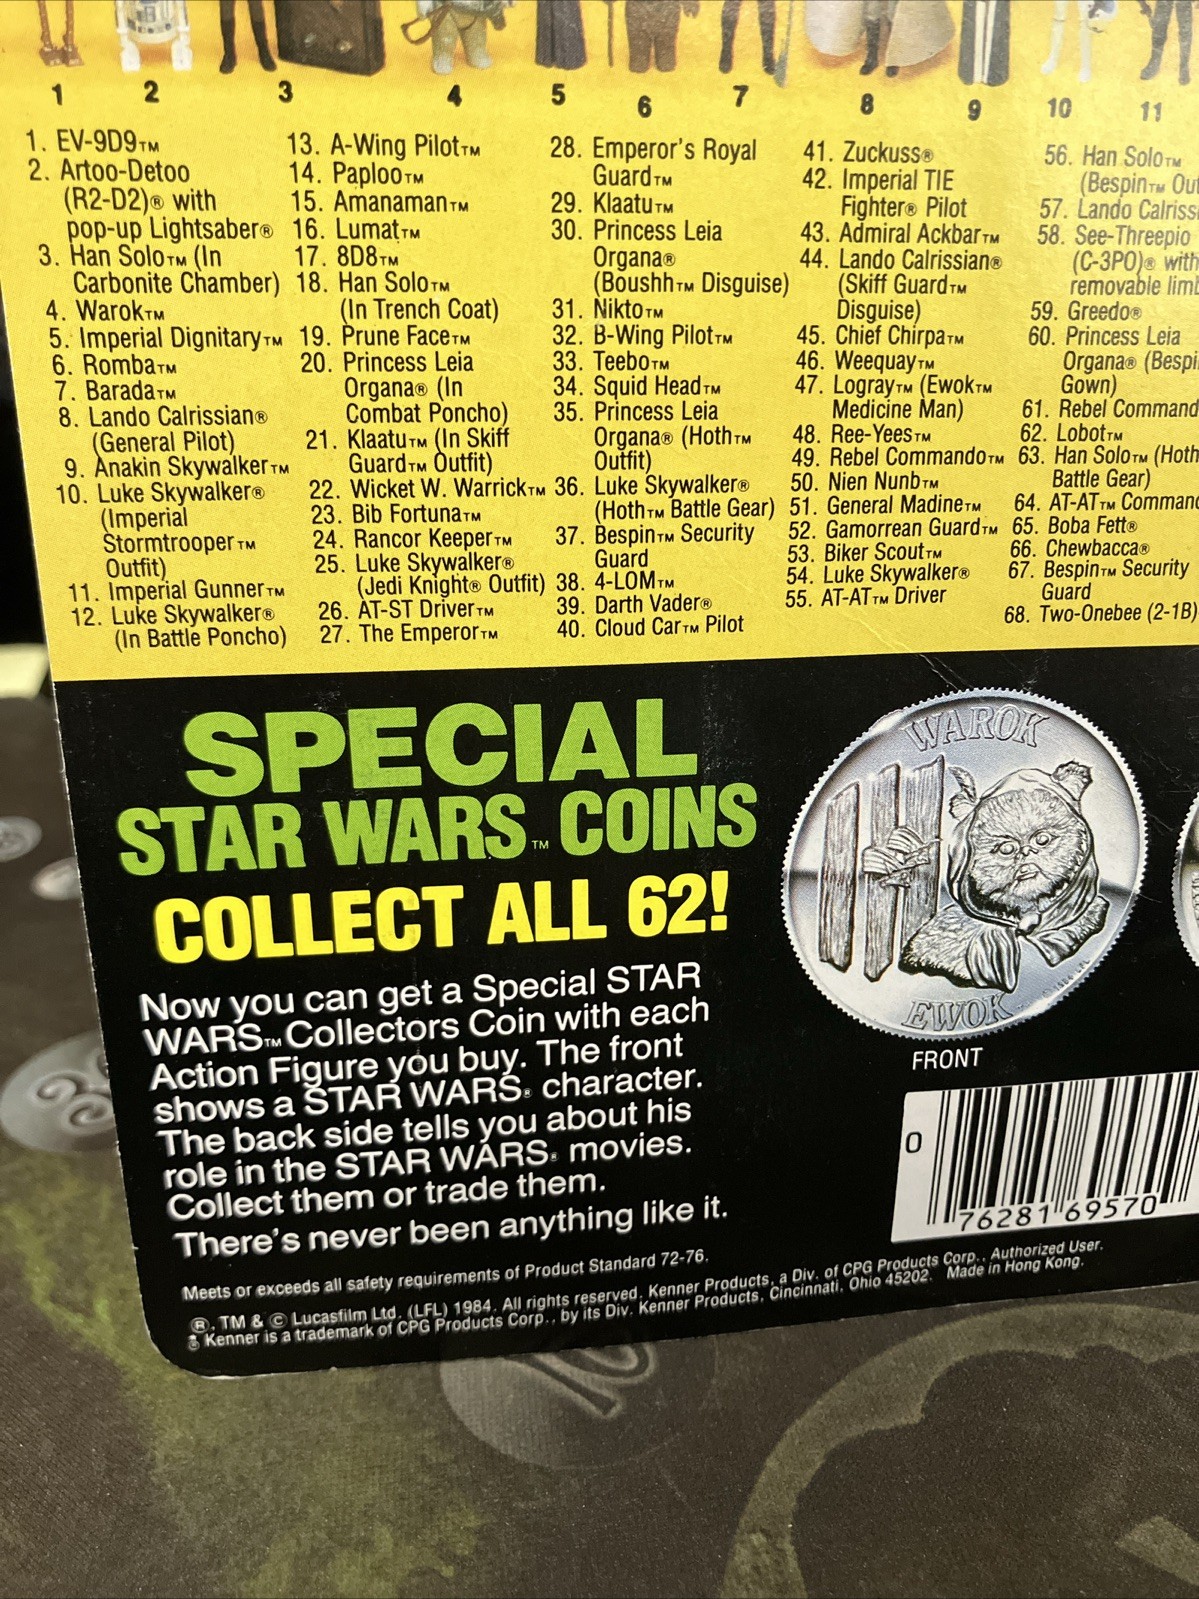 1 2 3 4 5 6 7 8 9 10 11
1. EV-9D9™
2. Artoo-Detoo
(R2-D2)® with
pop-up Lightsaber®
3. Han Solo™ (In
Carbonite Chamber)
4. Warok™
5. Imperial Dignitary™
6. Romba™
7. Barada™
8. Lando Calrissian®
(General Pilot)
9. Anakin Skywalker™
10. Luke Skywalker®
(Imperial
Stormtrooper™
Outfit)
11. Imperial Gunner™
12. Luke Skywalker®
(In Battle Poncho)
13. A-Wing Pilot™
14. Paploo™
15. Amanaman™
16. Lumat™
17. 8D8™
18. Han Solo™
(In Trench Coat)
19. Prune Face™
20. Princess Leia
Organa® (In
Combat Poncho)
21. Klaatu™ (In Skiff
Guard™ Outfit)
22. Wicket W. Warrick™
23. Bib Fortuna™
24. Rancor Keeper™
25. Luke Skywalker®
(Jedi Knight® Outfit)
26. AT-ST Driver™
27. The Emperor™
28. Emperor's Royal
Guard™
29. Klaatu™
30. Princess Leia
Organa®
(Boushh™ Disguise)
31. Nikto™
32. B-Wing Pilot™
33. Teebo™
34. Squid Head™
35. Princess Leia
Organa® (Hoth™
Outfit)
36. Luke Skywalker®
(Hoth™ Battle Gear)
37. Bespin™ Security
Guard
38. 4-LOM™
39. Darth Vader®
40. Cloud Car™ Pilot
41. Zuckuss®
42. Imperial TIE
Fighter® Pilot
43. Admiral Ackbar™
44. Lando Calrissian®
(Skiff Guard™
Disguise)
45. Chief Chirpa™
46. Weequay™
47. Logray™ (Ewok™
Medicine Man)
48. Ree-Yees™
49. Rebel Commando™
50. Nien Nunb™
51. General Madine™
52. Gamorrean Guard™
53. Biker Scout™
54. Luke Skywalker®
55. AT-AT™ Driver
56. Han Solo™
(Bespin™ Out
57. Lando Calriss
58. See-Threepio
(C-3PO)® with
removable limb
59. Greedo®
60. Princess Leia
Organa® (Bespi
Gown)
61. Rebel Command
62. Lobot™
63. Han Solo™ (Hoth
Battle Gear)
64. AT-AT™ Command
65. Boba Fett®
66. Chewbacca®
67. Bespin™ Security
Guard
68. Two-Onebee (2-1B)
SPECIAL
STAR WARS™ COINS
COLLECT ALL 62!
Now you can get a Special STAR
WARS™ Collectors Coin with each
Action Figure you buy. The front
shows a STAR WARS® character.
The back side tells you about his
role in the STAR WARS® movies.
Collect them or trade them.
There's never been anything like it.
WAROK
EWOK™
FRONT
0 76281 69570
Meets or exceeds all safety requirements of Product Standard 72-76.
®, TM & © Lucasfilm Ltd. (LFL) 1984. All rights reserved. Kenner Products, a Div. of CPG Products Corp., Authorized User.
Kenner is a trademark of CPG Products Corp., by its Div. Kenner Products, Cincinnati, Ohio 45202. Made in Hong Kong.